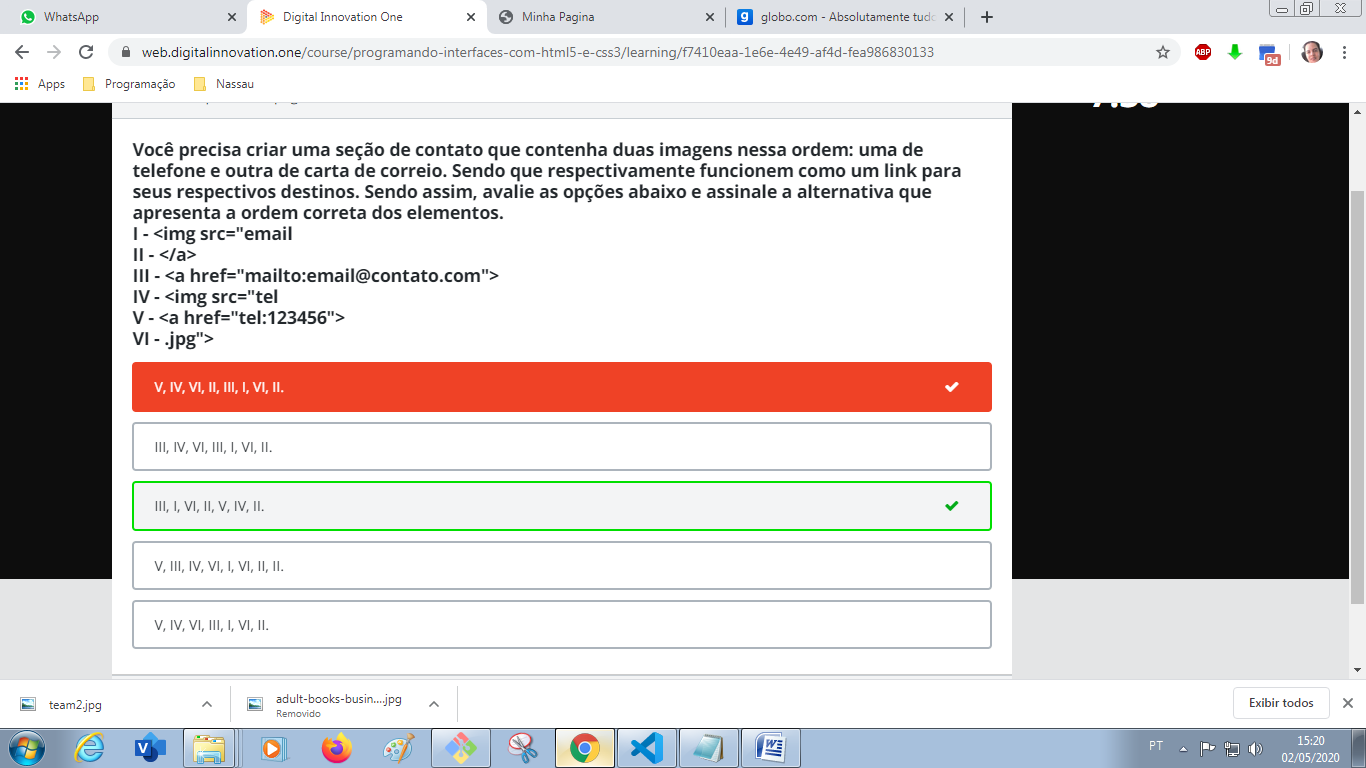 WhatsApp
Digital Innovation One
Minha Pagina
globo.com - Absolutamente tudo
web.digitalinnovation.one/course/programando-interfaces-com-html5-e-css3/learning/f7410eaa-1e6e-4e49-af4d-fea986830133
ABP
9d
Apps
Programação
Nassau
Você precisa criar uma seção de contato que contenha duas imagens nessa ordem: uma de
telefone e outra de carta de correio. Sendo que respectivamente funcionem como um link para
seus respectivos destinos. Sendo assim, avalie as opções abaixo e assinale a alternativa que
apresenta a ordem correta dos elementos.
I - <img src="email
II - </a>
III - <a href="mailto:email@contato.com">
IV - <img src="tel
V - <a href="tel:123456">
VI - .jpg">
V, IV, VI, II, III, I, VI, II.
III, IV, VI, III, I, VI, II.
III, I, VI, II, V, IV, II.
V, III, IV, VI, I, VI, II, II.
V, IV, VI, III, I, VI, II.
team2.jpg
adult-books-busin....jpg
Removido
Exibir todos
PT
15:20
02/05/2020